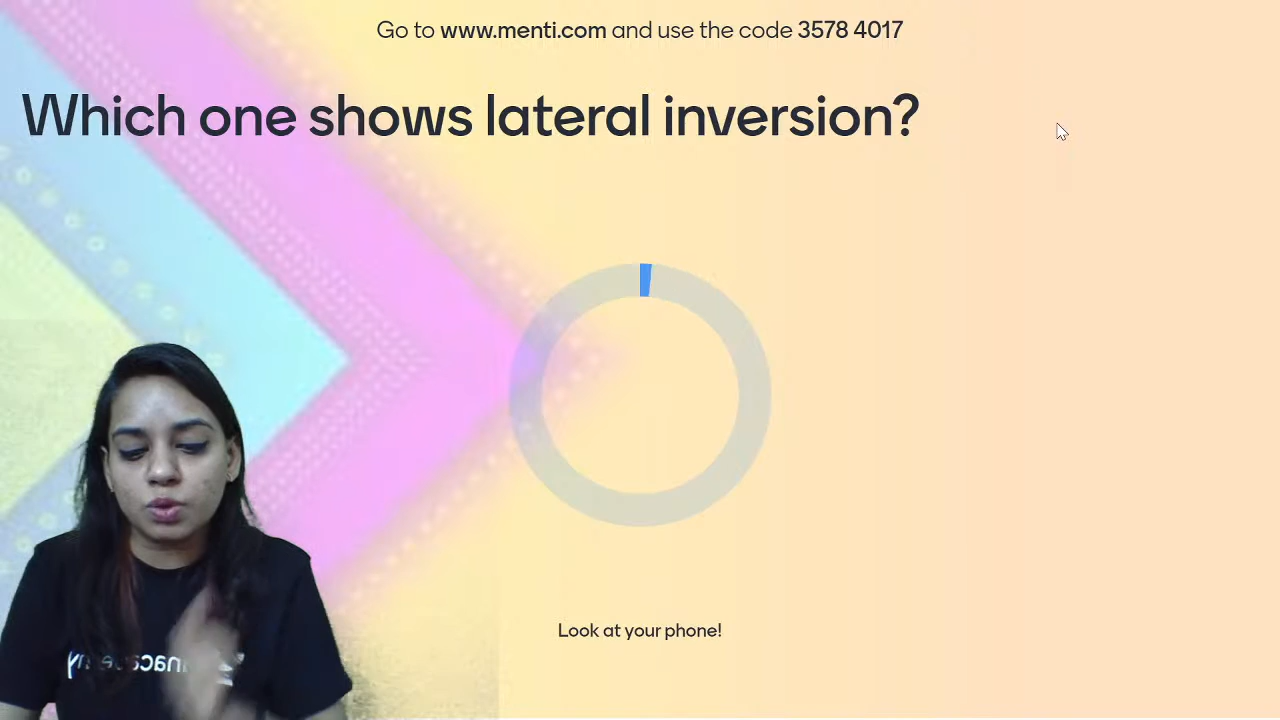 Go to www.menti.com and use the code 3578 4017
Which one shows lateral inversion?
Look at your phone!